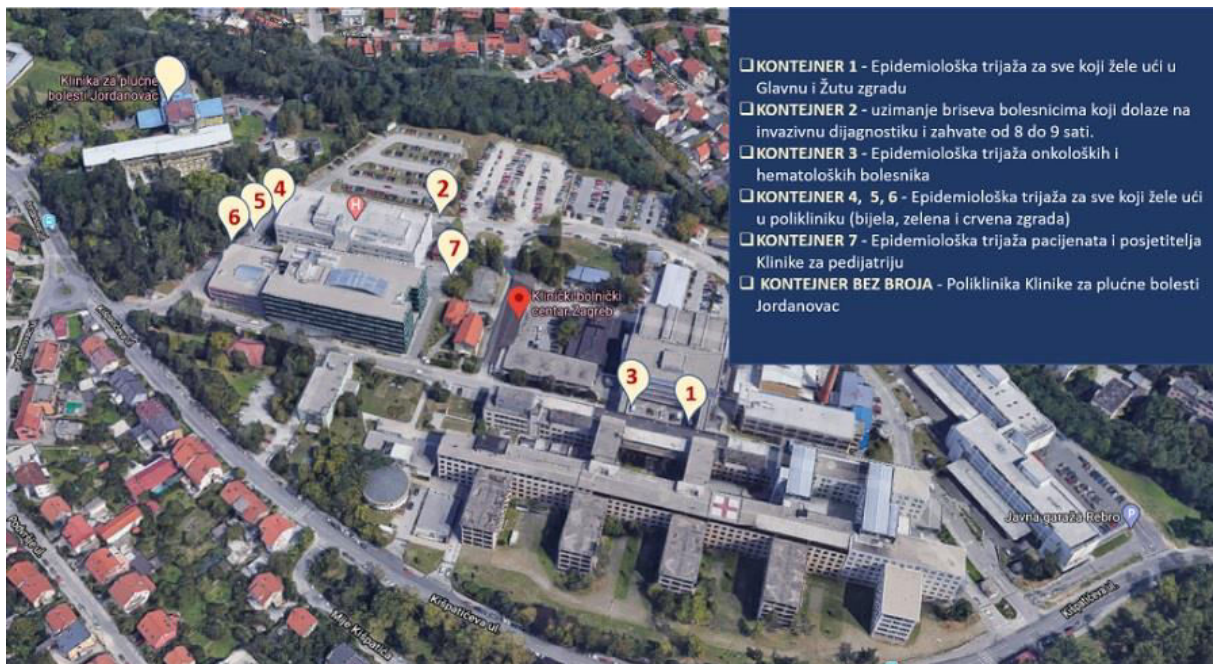 Klinika za plućne
bolesti Jordanovac
4
2
5
6
H
7
Klinički bolnički
centar Zagreb
3
1
Javna garaža Rebro
P
Kišpatićeva ul
Kišpatićeva ul
Mije Kišpatića
❑ KONTEJNER 1 - Epidemiološka trijaža za sve koji žele ući u
Glavnu i Žutu zgradu
❑ KONTEJNER 2 - uzimanje briseva bolesnicima koji dolaze na
invazivnu dijagnostiku i zahvate od 8 do 9 sati.
❑ KONTEJNER 3 - Epidemiološka trijaža onkoloških i
hematoloških bolesnika
❑ KONTEJNER 4, 5, 6 - Epidemiološka trijaža za sve koji žele ući
u polikliniku (bijela, zelena i crvena zgrada)
❑ KONTEJNER 7 - Epidemiološka trijaža pacijenata i posjetitelja
Klinike za pedijatriju
❑ KONTEJNER BEZ BROJA - Poliklinika Klinike za plućne bolesti
Jordanovac